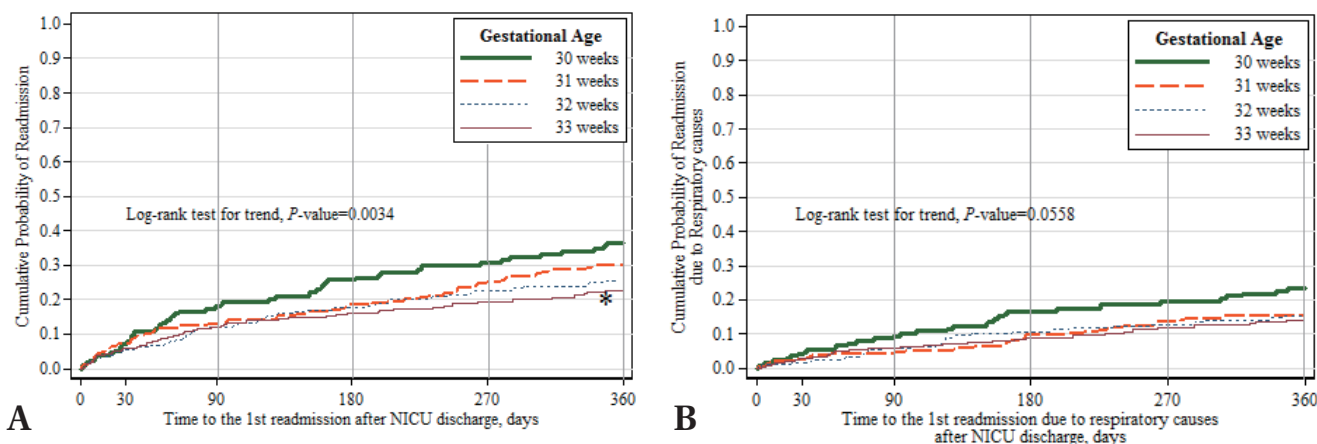 Cumulative Probability of Readmission
1.0
0.9
0.8
0.7
0.6
0.5
0.4
0.3
0.2
0.1
0.0
Gestational Age
30 weeks
31 weeks
32 weeks
33 weeks
Log-rank test for trend, P-value=0.0034
*
0 30 90 180 270 360
Time to the 1st readmission after NICU discharge, days
A
Cumulative Probability of Readmission
due to Respiratory causes
1.0
0.9
0.8
0.7
0.6
0.5
0.4
0.3
0.2
0.1
0.0
Gestational Age
30 weeks
31 weeks
32 weeks
33 weeks
Log-rank test for trend, P-value=0.0558
0 30 90 180 270 360
Time to the 1st readmission due to respiratory causes
after NICU discharge, days
B